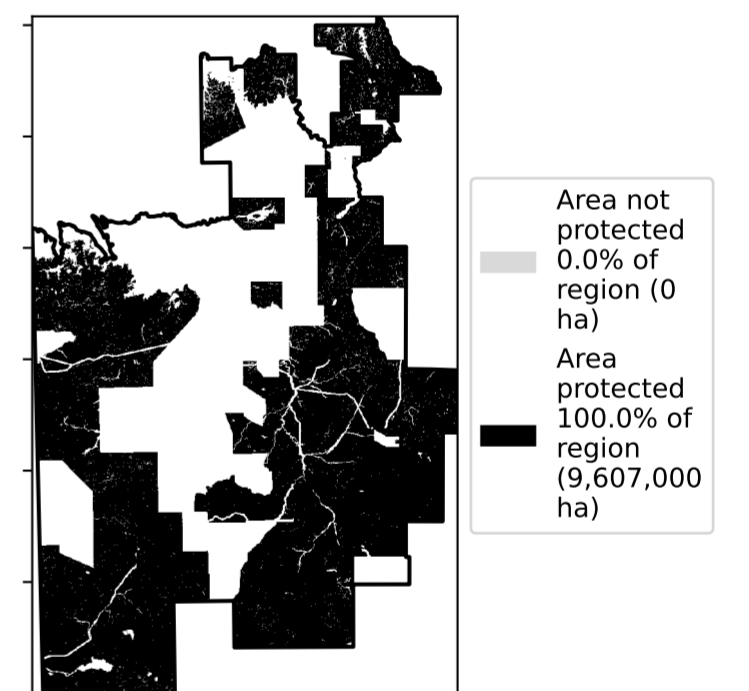 Area not
protected
0.0% of
region (0
ha)
Area
protected
100.0% of
region
(9,607,000
ha)